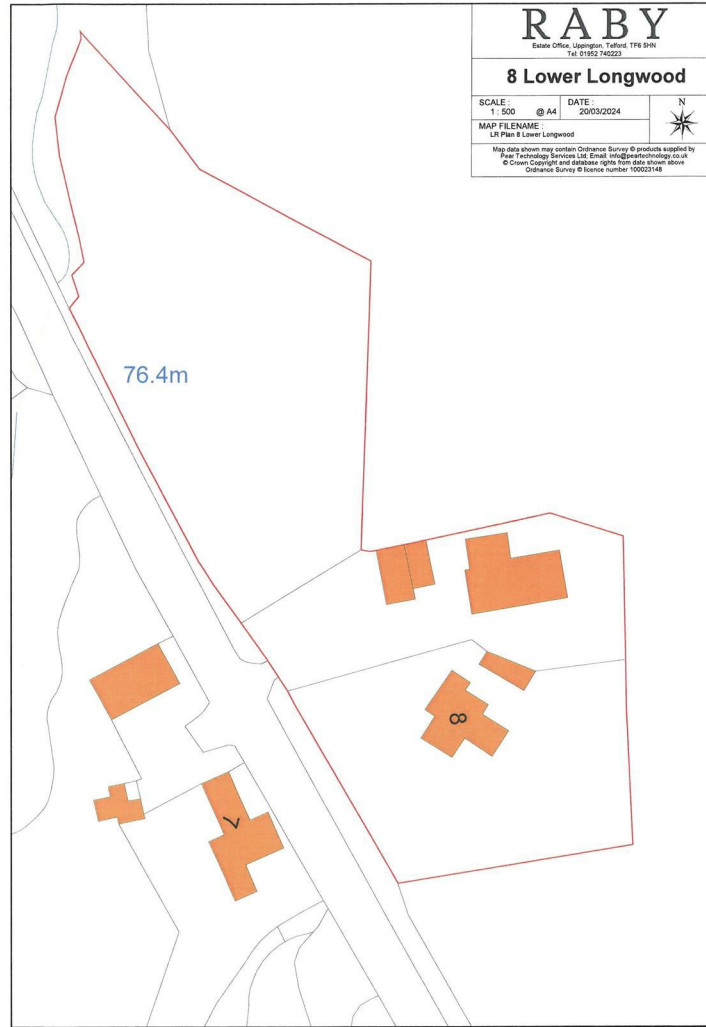 RABY
Estate Office, Uppington, Telford, TF6 5HN
Tel: 01952 740223
8 Lower Longwood
SCALE :
1 : 500 @ A4
DATE :
20/03/2024
N
MAP FILENAME :
LR Plan 8 Lower Longwood
Map data shown may contain Ordnance Survey © products supplied by
Pear Technology Services Ltd; Email: info@peartechnology.co.uk
© Crown Copyright and database rights from date shown above
Ordnance Survey © licence number 100023148
76.4m
8
7